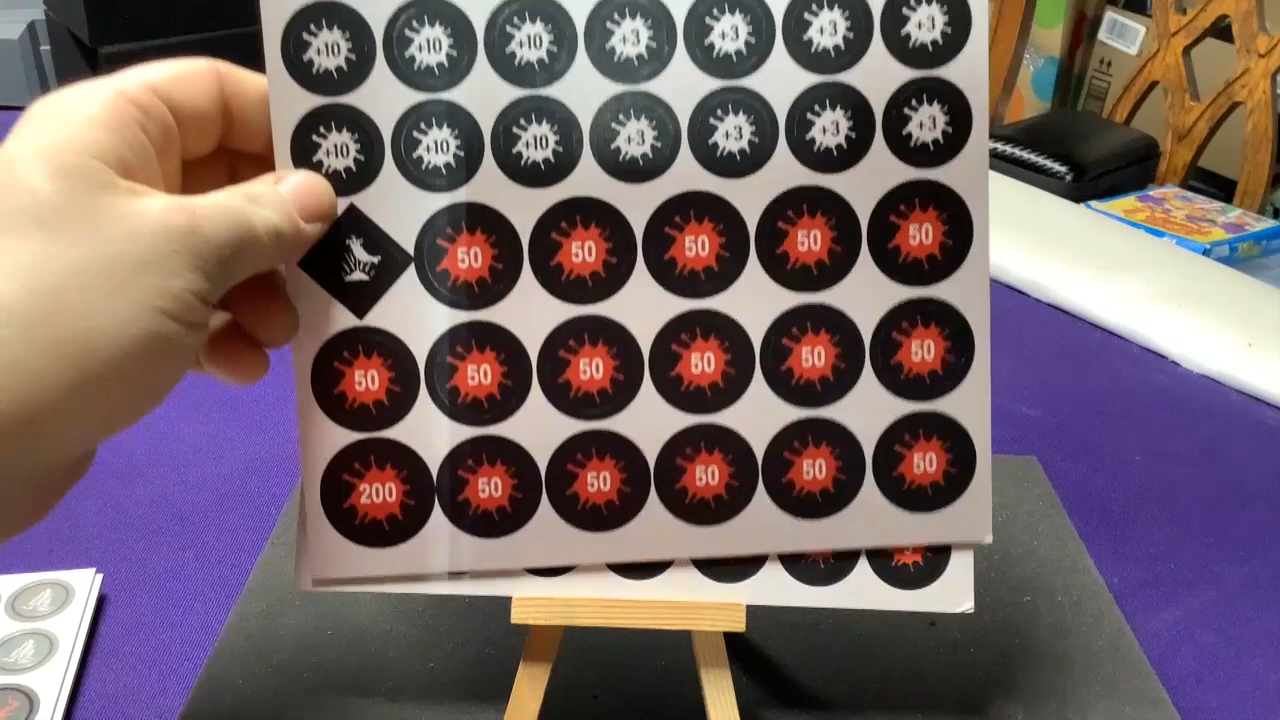 +10 +10 +10 +3 +3 +3 +3
+10 +10 +10 +3 +3 +3 +3
50 50 50 50 50
50 50 50 50 50 50
200 50 50 50 50 50